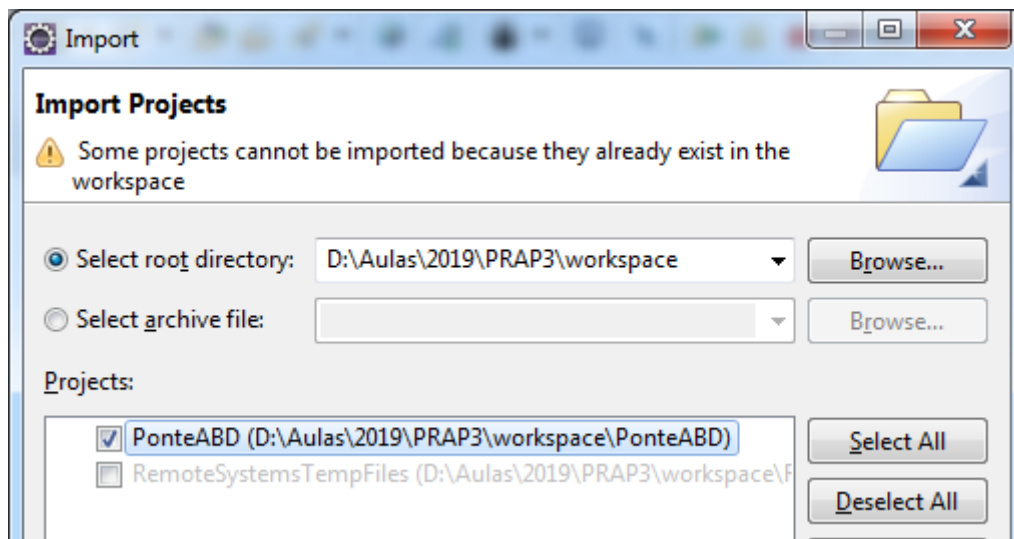 Import
Import Projects
Some projects cannot be imported because they already exist in the
workspace
Select root directory: D:\Aulas\2019\PRAP3\workspace Browse...
Select archive file: Browse...
Projects:
PonteABD (D:\Aulas\2019\PRAP3\workspace\PonteABD) Select All
RemoteSystemsTempFiles (D:\Aulas\2019\PRAP3\workspace\
Deselect All